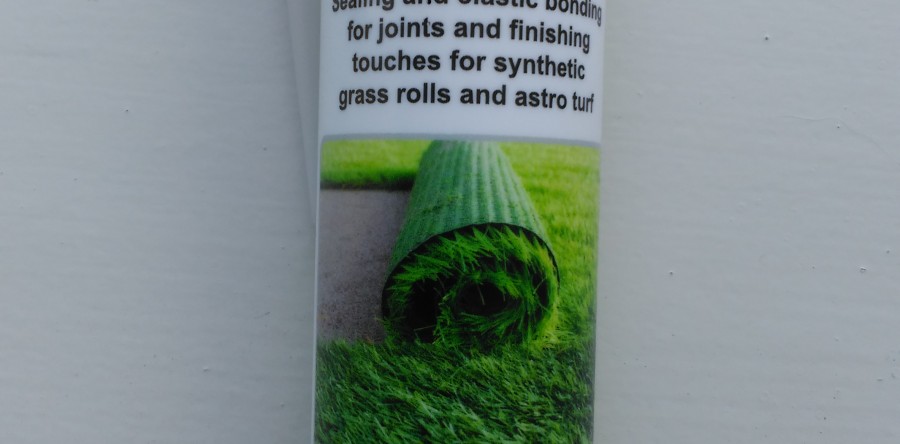 Sealing and elastic bonding
for joints and finishing
touches for synthetic
grass rolls and astro turf